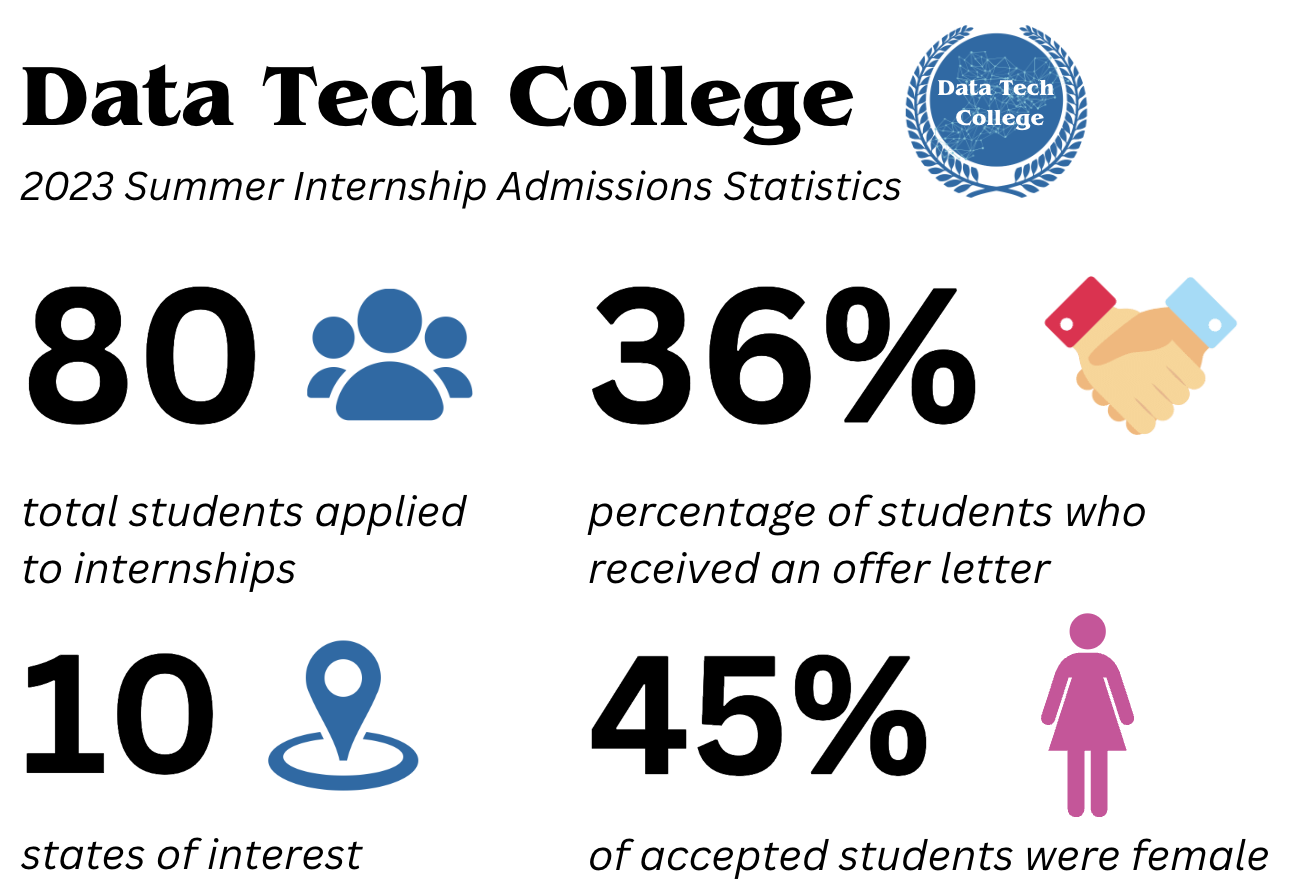 Data Tech College
Data Tech
College
2023 Summer Internship Admissions Statistics
80
36%
total students applied
to internships
percentage of students who
received an offer letter
10
45%
states of interest
of accepted students were female